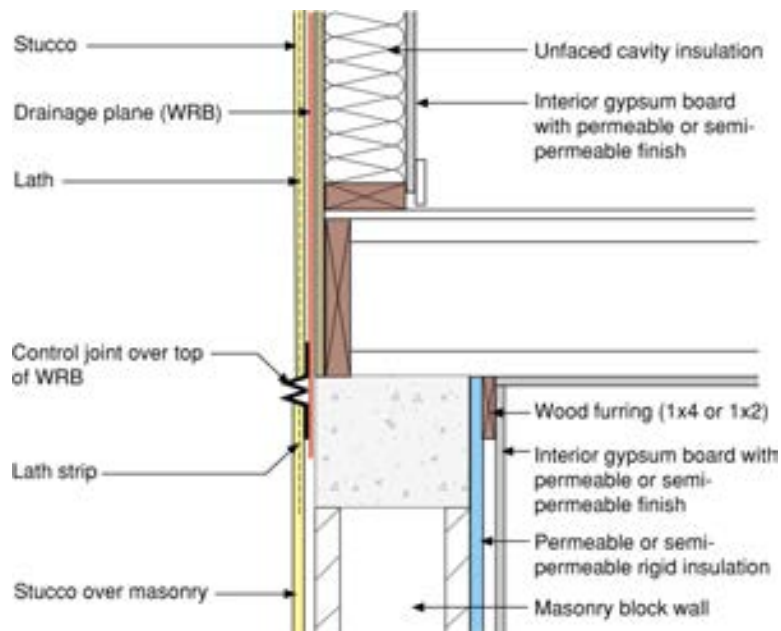 Stucco
Drainage plane (WRB)
Lath
Control joint over top
of WRB
Lath strip
Stucco over masonry
Unfaced cavity insulation
Interior gypsum board
with permeable or semi-
permeable finish
Wood furring (1x4 or 1x2)
Interior gypsum board with
permeable or semi-
permeable finish
Permeable or semi-
permeable rigid insulation
Masonry block wall